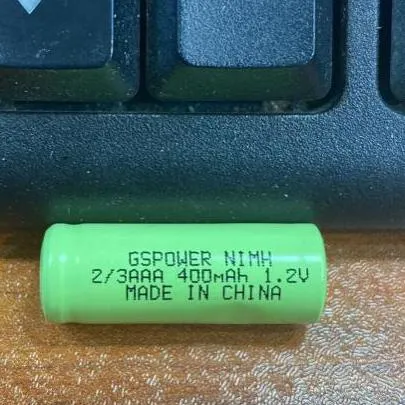 GSPOWER NIMH
2/3AAA 400mAh 1.2V
MADE IN CHINA